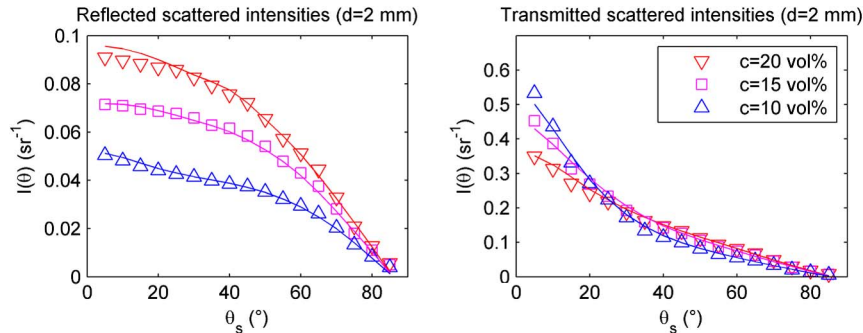 Reflected scattered intensities (d=2 mm)
I(θ) (sr⁻¹)
0.1
0.08
0.06
0.04
0.02
0
0 20 40 60 80
θₛ (°)
Transmitted scattered intensities (d=2 mm)
I(θ) (sr⁻¹)
0.6
0.5
0.4
0.3
0.2
0.1
0
0 20 40 60 80
θₛ (°)
c=20 vol%
c=15 vol%
c=10 vol%